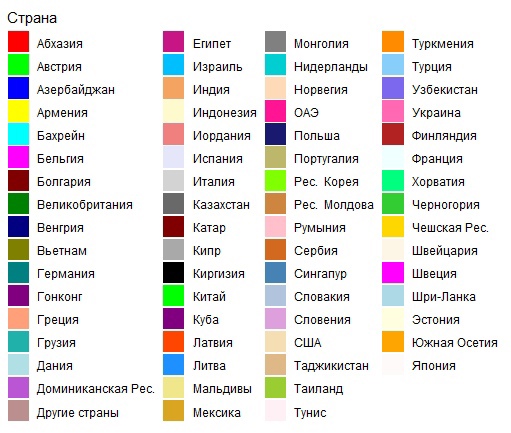 Страна
Абхазия
Австрия
Азербайджан
Армения
Бахрейн
Бельгия
Болгария
Великобритания
Венгрия
Вьетнам
Германия
Гонконг
Греция
Грузия
Дания
Доминиканская Рес.
Другие страны
Египет
Израиль
Индия
Индонезия
Иордания
Испания
Италия
Казахстан
Катар
Кипр
Киргизия
Китай
Куба
Латвия
Литва
Мальдивы
Мексика
Монголия
Нидерланды
Норвегия
ОАЭ
Польша
Португалия
Рес. Корея
Рес. Молдова
Румыния
Сербия
Сингапур
Словакия
Словения
США
Таджикистан
Таиланд
Тунис
Туркмения
Турция
Узбекистан
Украина
Финляндия
Франция
Хорватия
Черногория
Чешская Рес.
Швейцария
Швеция
Шри-Ланка
Эстония
Южная Осетия
Япония